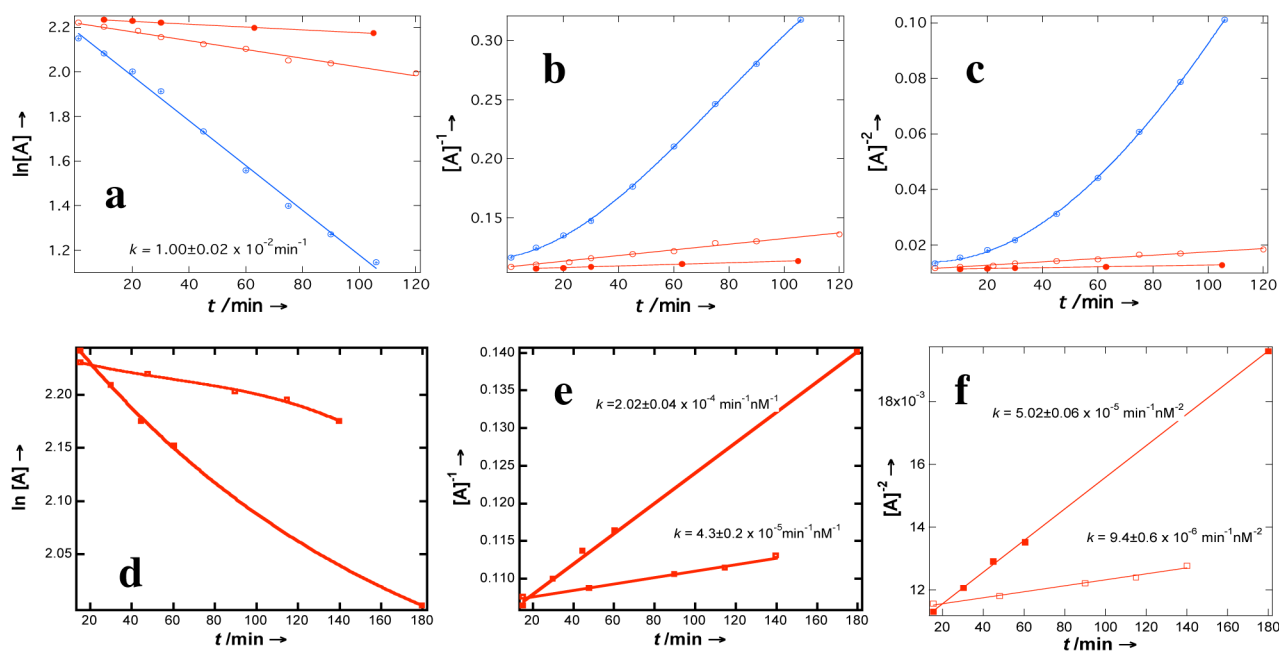 2.2
2.0
1.8
1.6
1.4
1.2
ln[A] →
a
k = 1.00±0.02 x 10⁻²min⁻¹
20 40 60 80 100 120
t /min →
0.30
0.25
0.20
0.15
[A]⁻¹ →
b
0 20 40 60 80 100 120
t /min →
0.10
0.08
0.06
0.04
0.02
[A]⁻² →
c
0 20 40 60 80 100 120
t /min →
2.20
2.15
2.10
2.05
ln [A] →
d
20 40 60 80 100 120 140 160 180
t /min →
0.140
0.135
0.130
0.125
0.120
0.115
0.110
[A]⁻¹ →
e
k =2.02±0.04 x 10⁻⁴ min⁻¹nM⁻¹
k = 4.3±0.2 x 10⁻⁵min⁻¹nM⁻¹
20 40 60 80 100 120 140 160 180
t /min →
18x10⁻³
16
14
12
[A]⁻² →
f
k = 5.02±0.06 x 10⁻⁵ min⁻¹nM⁻²
k = 9.4±0.6 x 10⁻⁶ min⁻¹nM⁻²
20 40 60 80 100 120 140 160 180
t /min →